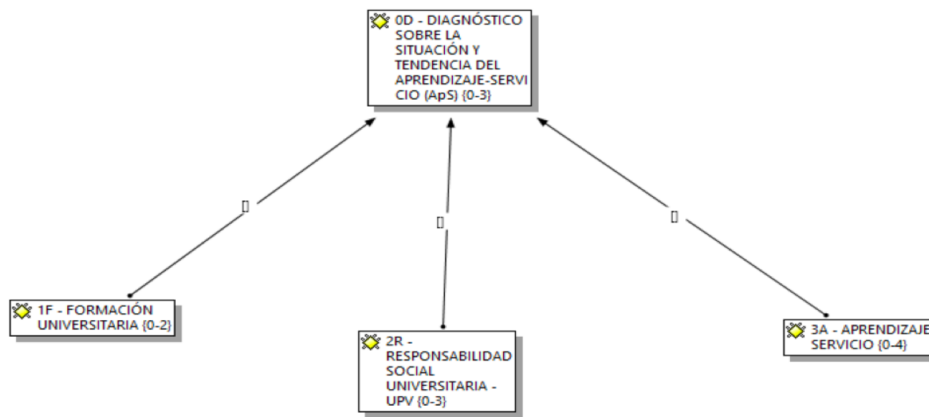 0D - DIAGNÓSTICO
SOBRE LA
SITUACIÓN Y
TENDENCIA DEL
APRENDIZAJE-SERVI
CIO (ApS) {0-3}
1F - FORMACIÓN
UNIVERSITARIA {0-2}
2R -
RESPONSABILIDAD
SOCIAL
UNIVERSITARIA -
UPV {0-3}
3A - APRENDIZAJE
SERVICIO {0-4}